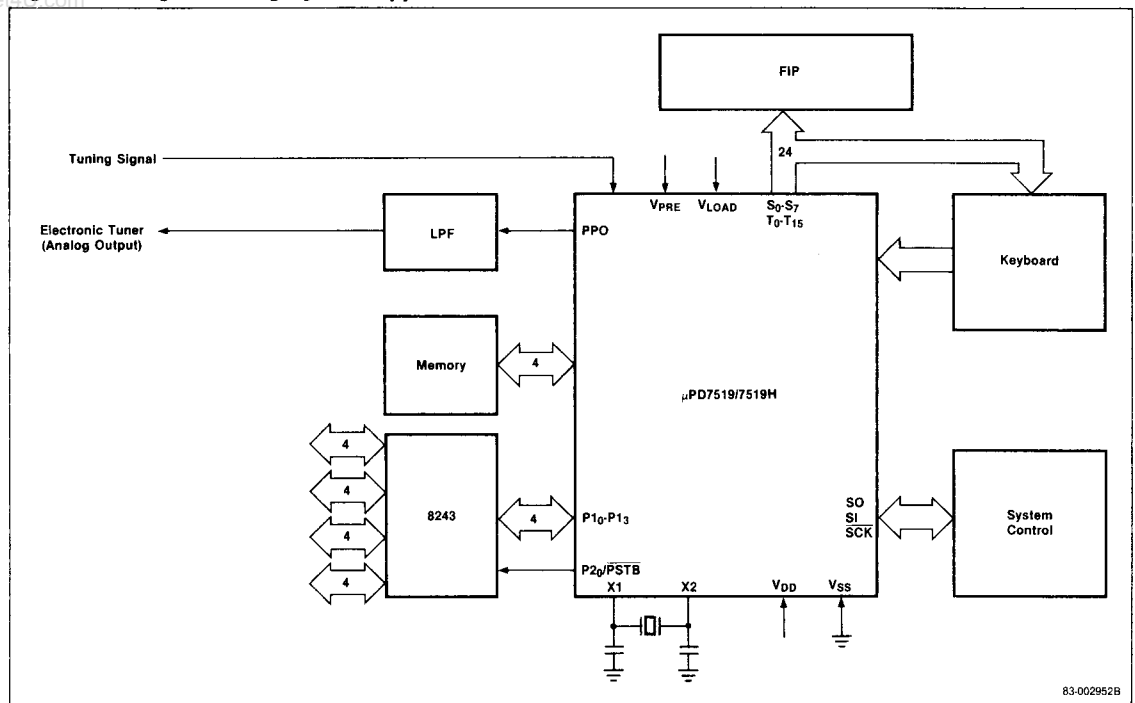 FIP
24
Tuning Signal
VPRE
VLOAD
S0-S7
T0-T15
Electronic Tuner
(Analog Output)
LPF
PPO
Keyboard
Memory
4
μPD7519/7519H
4
4
4
4
8243
4
P10-P13
P20/PSTB
SO
SI
SCK
System
Control
X1
X2
VDD
VSS
83-002952B